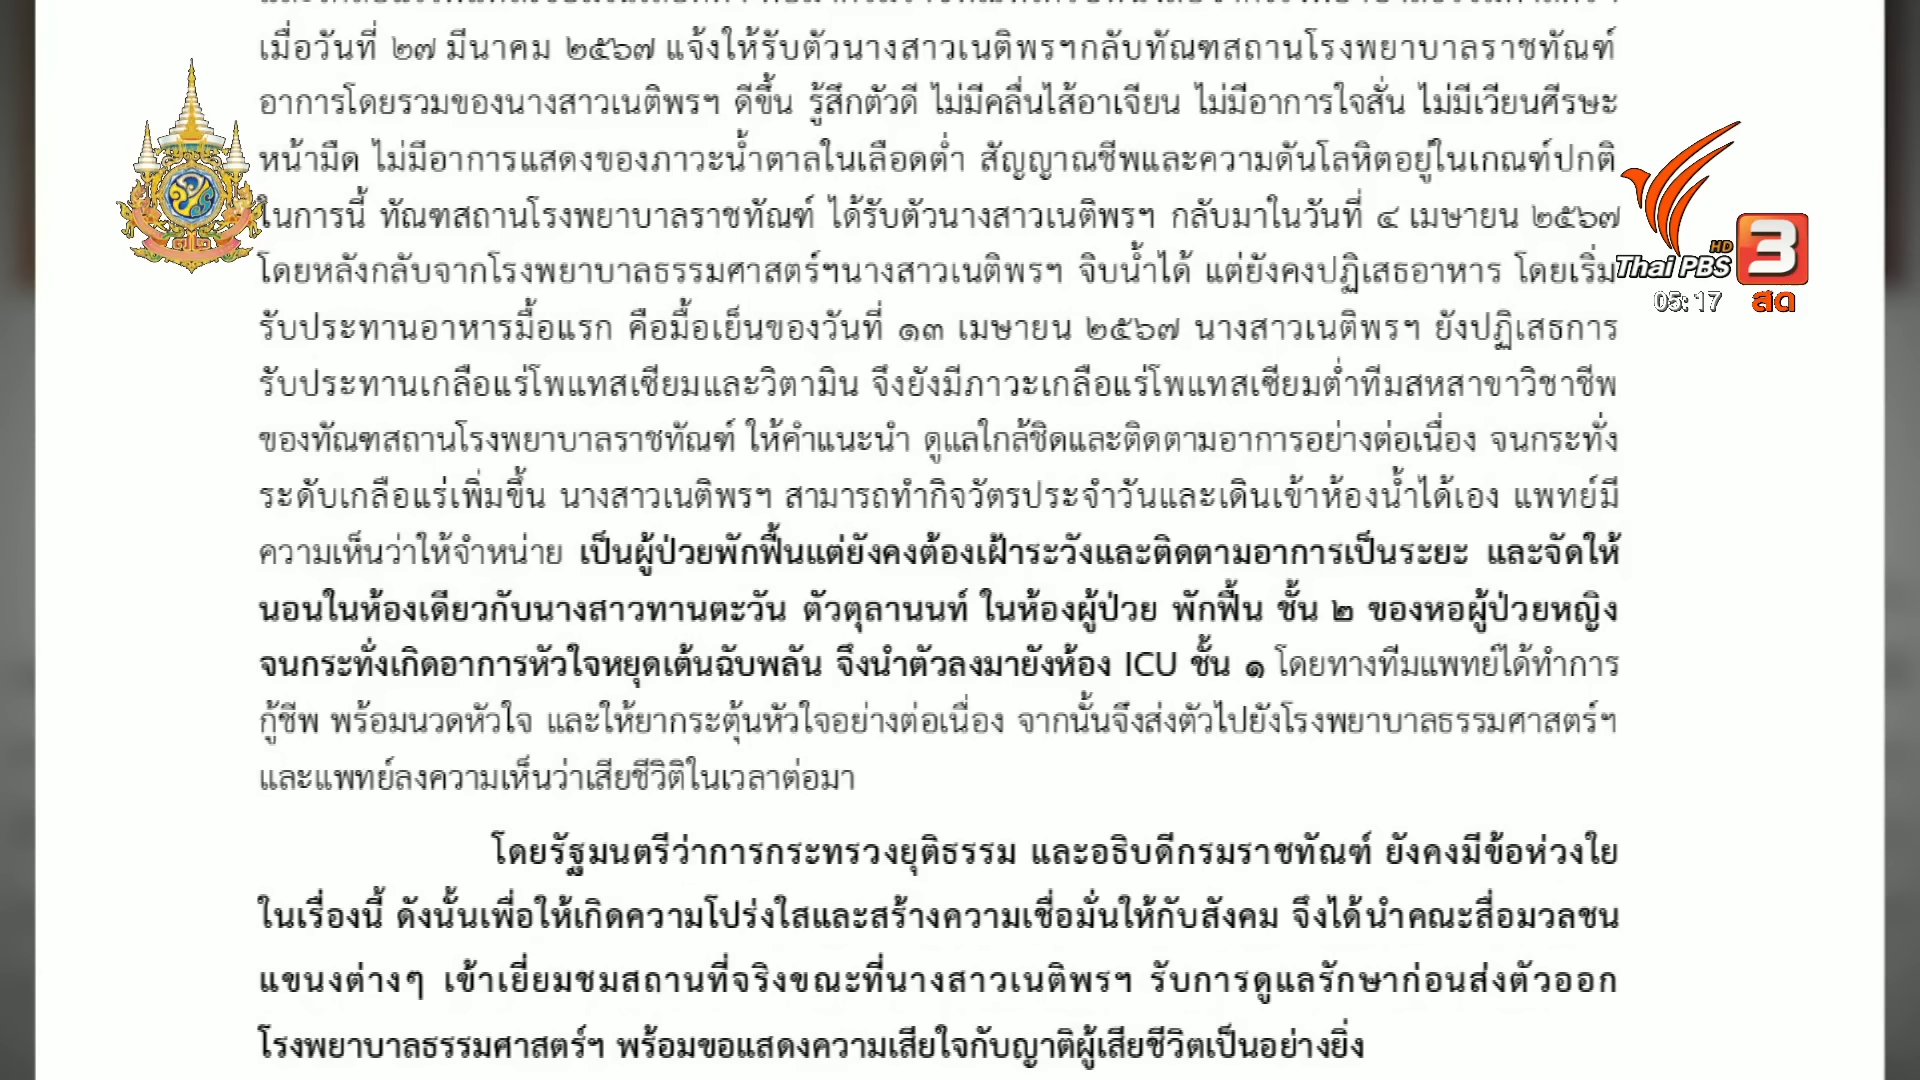 เมื่อวันที่ ๒๗ มีนาคม ๒๕๖๗ แจ้งให้รับตัวนางสาวเนติพรฯกลับทัณฑสถานโรงพยาบาลราชทัณฑ์
อาการโดยรวมของนางสาวเนติพรฯ ดีขึ้น รู้สึกตัวดี ไม่มีคลื่นไส้อาเจียน ไม่มีอาการใจสั่น ไม่มีเวียนศีรษะ
หน้ามืด ไม่มีอาการแสดงของภาวะน้ำตาลในเลือดต่ำ สัญญาณชีพและความดันโลหิตอยู่ในเกณฑ์ปกติ
ในการนี้ ทัณฑสถานโรงพยาบาลราชทัณฑ์ ได้รับตัวนางสาวเนติพรฯ กลับมาในวันที่ ๔ เมษายน ๒๕๖๗
โดยหลังกลับจากโรงพยาบาลธรรมศาสตร์ฯนางสาวเนติพรฯ จิบน้ำได้ แต่ยังคงปฏิเสธอาหาร โดยเริ่ม
รับประทานอาหารมื้อแรก คือมื้อเย็นของวันที่ ๑๓ เมษายน ๒๕๖๗ นางสาวเนติพรฯ ยังปฏิเสธการ
รับประทานเกลือแร่โพแทสเซียมและวิตามิน จึงยังมีภาวะเกลือแร่โพแทสเซียมต่ำทีมสหสาขาวิชาชีพ
ของทัณฑสถานโรงพยาบาลราชทัณฑ์ ให้คำแนะนำ ดูแลใกล้ชิดและติดตามอาการอย่างต่อเนื่อง จนกระทั่ง
ระดับเกลือแร่เพิ่มขึ้น นางสาวเนติพรฯ สามารถทำกิจวัตรประจำวันและเดินเข้าห้องน้ำได้เอง แพทย์มี
ความเห็นว่าให้จำหน่าย เป็นผู้ป่วยพักฟื้นแต่ยังคงต้องเฝ้าระวังและติดตามอาการเป็นระยะ และจัดให้
นอนในห้องเดียวกับนางสาวทานตะวัน ตัวตุลานนท์ ในห้องผู้ป่วย พักฟื้น ชั้น ๒ ของหอผู้ป่วยหญิง
จนกระทั่งเกิดอาการหัวใจหยุดเต้นฉับพลัน จึงนำตัวลงมายังห้อง ICU ชั้น ๑ โดยทางทีมแพทย์ได้ทำการ
กู้ชีพ พร้อมนวดหัวใจ และให้ยากระตุ้นหัวใจอย่างต่อเนื่อง จากนั้นจึงส่งตัวไปยังโรงพยาบาลธรรมศาสตร์ฯ
และแพทย์ลงความเห็นว่าเสียชีวิตในเวลาต่อมา
โดยรัฐมนตรีว่าการกระทรวงยุติธรรม และอธิบดีกรมราชทัณฑ์ ยังคงมีข้อห่วงใย
ในเรื่องนี้ ดังนั้นเพื่อให้เกิดความโปร่งใสและสร้างความเชื่อมั่นให้กับสังคม จึงได้นำคณะสื่อมวลชน
แขนงต่างๆ เข้าเยี่ยมชมสถานที่จริงขณะที่นางสาวเนติพรฯ รับการดูแลรักษาก่อนส่งตัวออก
โรงพยาบาลธรรมศาสตร์ฯ พร้อมขอแสดงความเสียใจกับญาติผู้เสียชีวิตเป็นอย่างยิ่ง
๗๒
HD
Thai PBS 3
05:17 สด